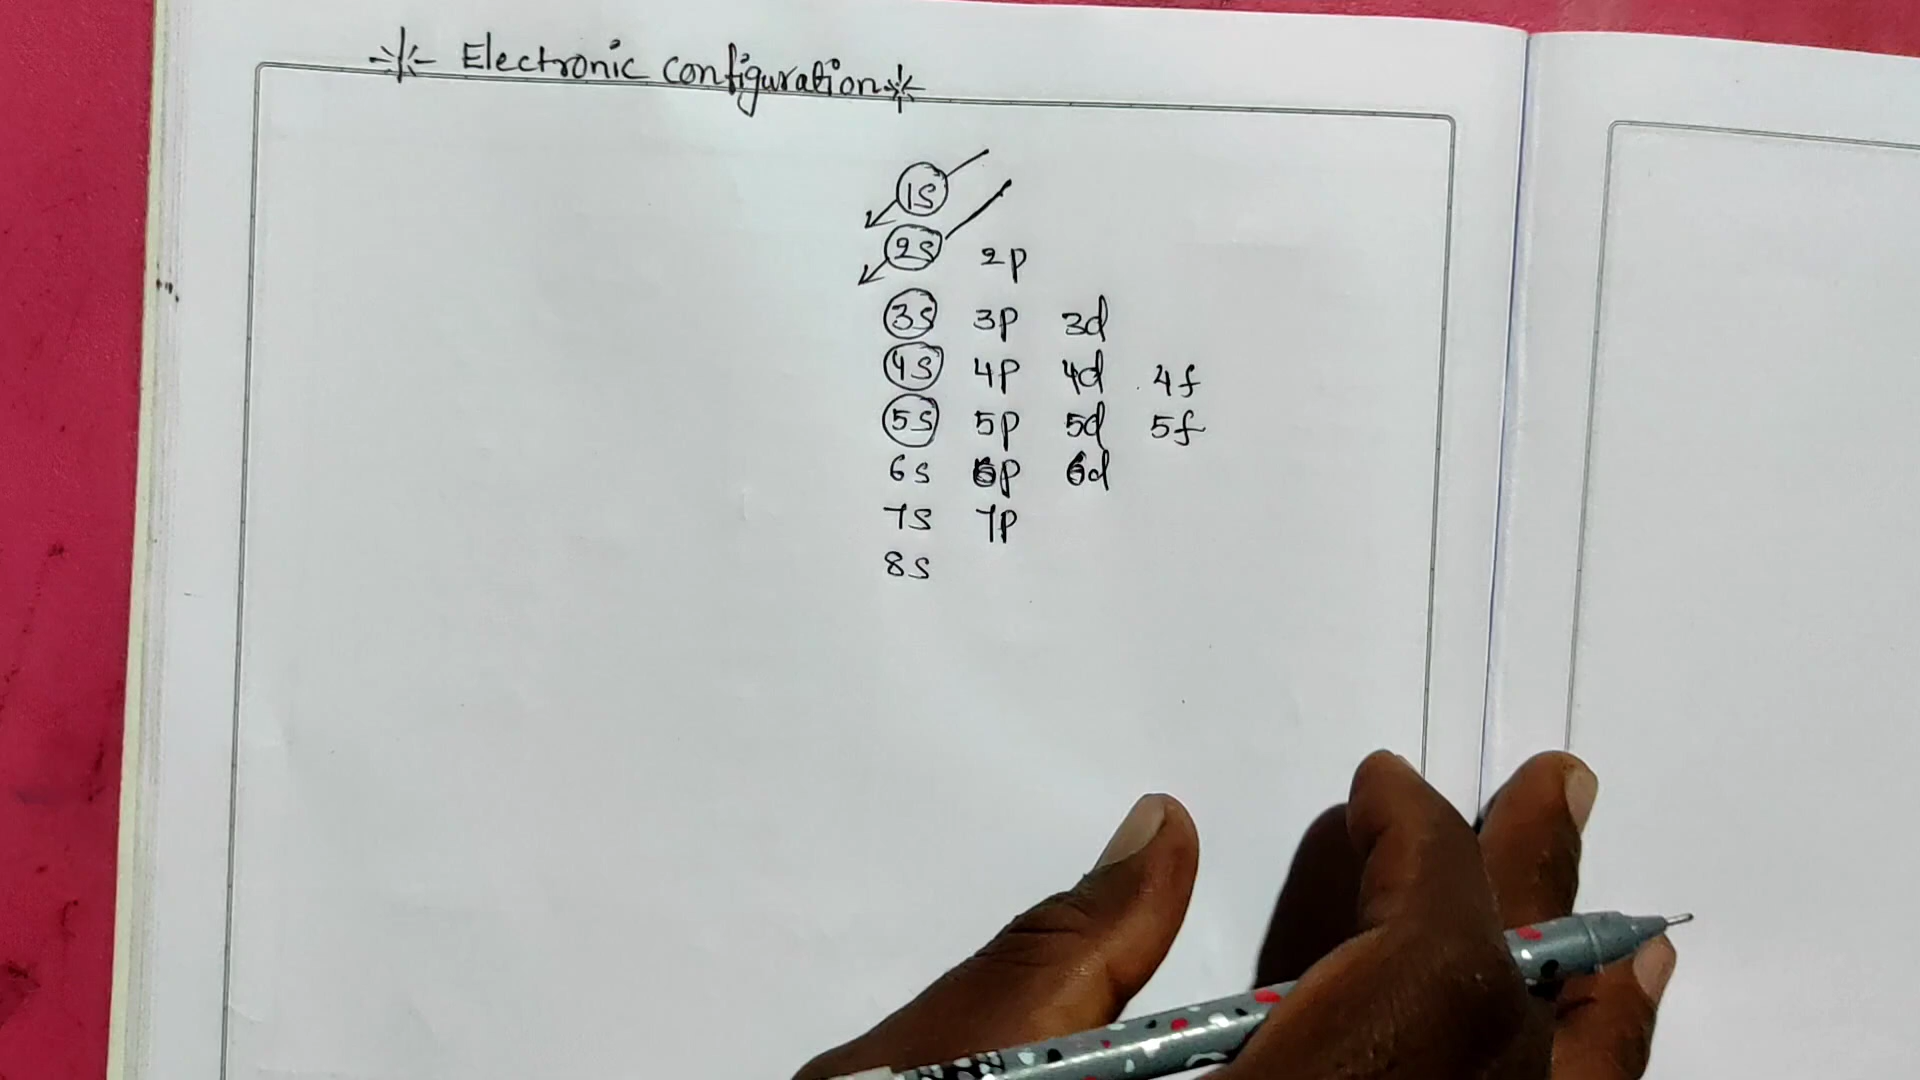 Electronic configuration
1s
2s 2p
3s 3p 3d
4s 4p 4d 4f
5s 5p 5d 5f
6s 6p 6d
7s 7p
8s